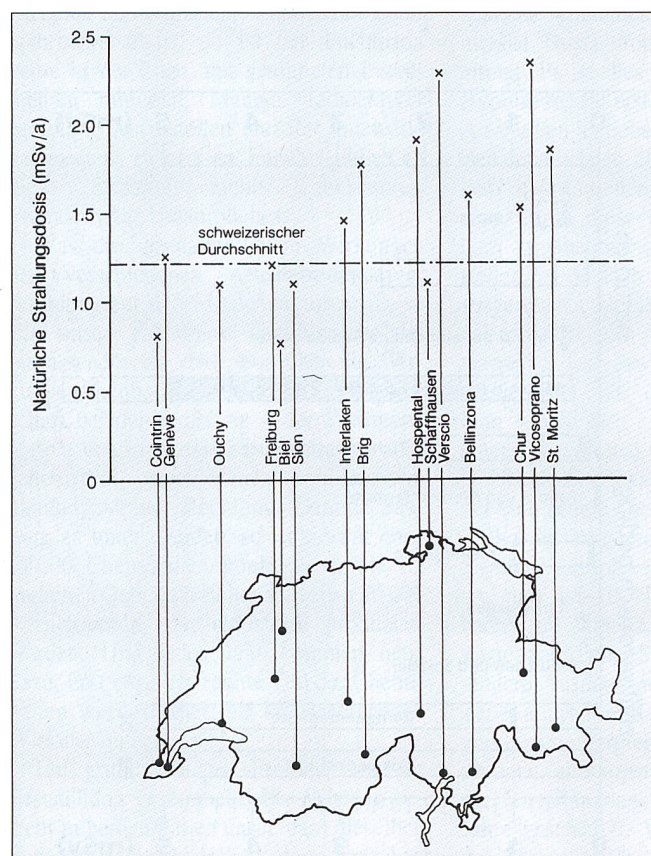 Natürliche Strahlungsdosis (mSv/a)
2.5
2.0
1.5
1.0
0.5
0
schweizerischer
Durchschnitt
Cointrin
Genève
Ouchy
Freiburg
Biel
Sion
Interlaken
Brig
Hospental
Schaffhausen
Verscio
Bellinzona
Chur
Vicosoprano
St. Moritz